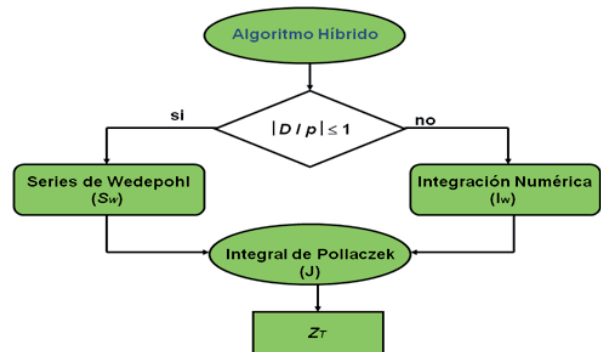 Algoritmo Híbrido
si
|D / p| ≤ 1
no
Series de Wedepohl
(Sw)
Integración Numérica
(Iw)
Integral de Pollaczek
(J)
ZT